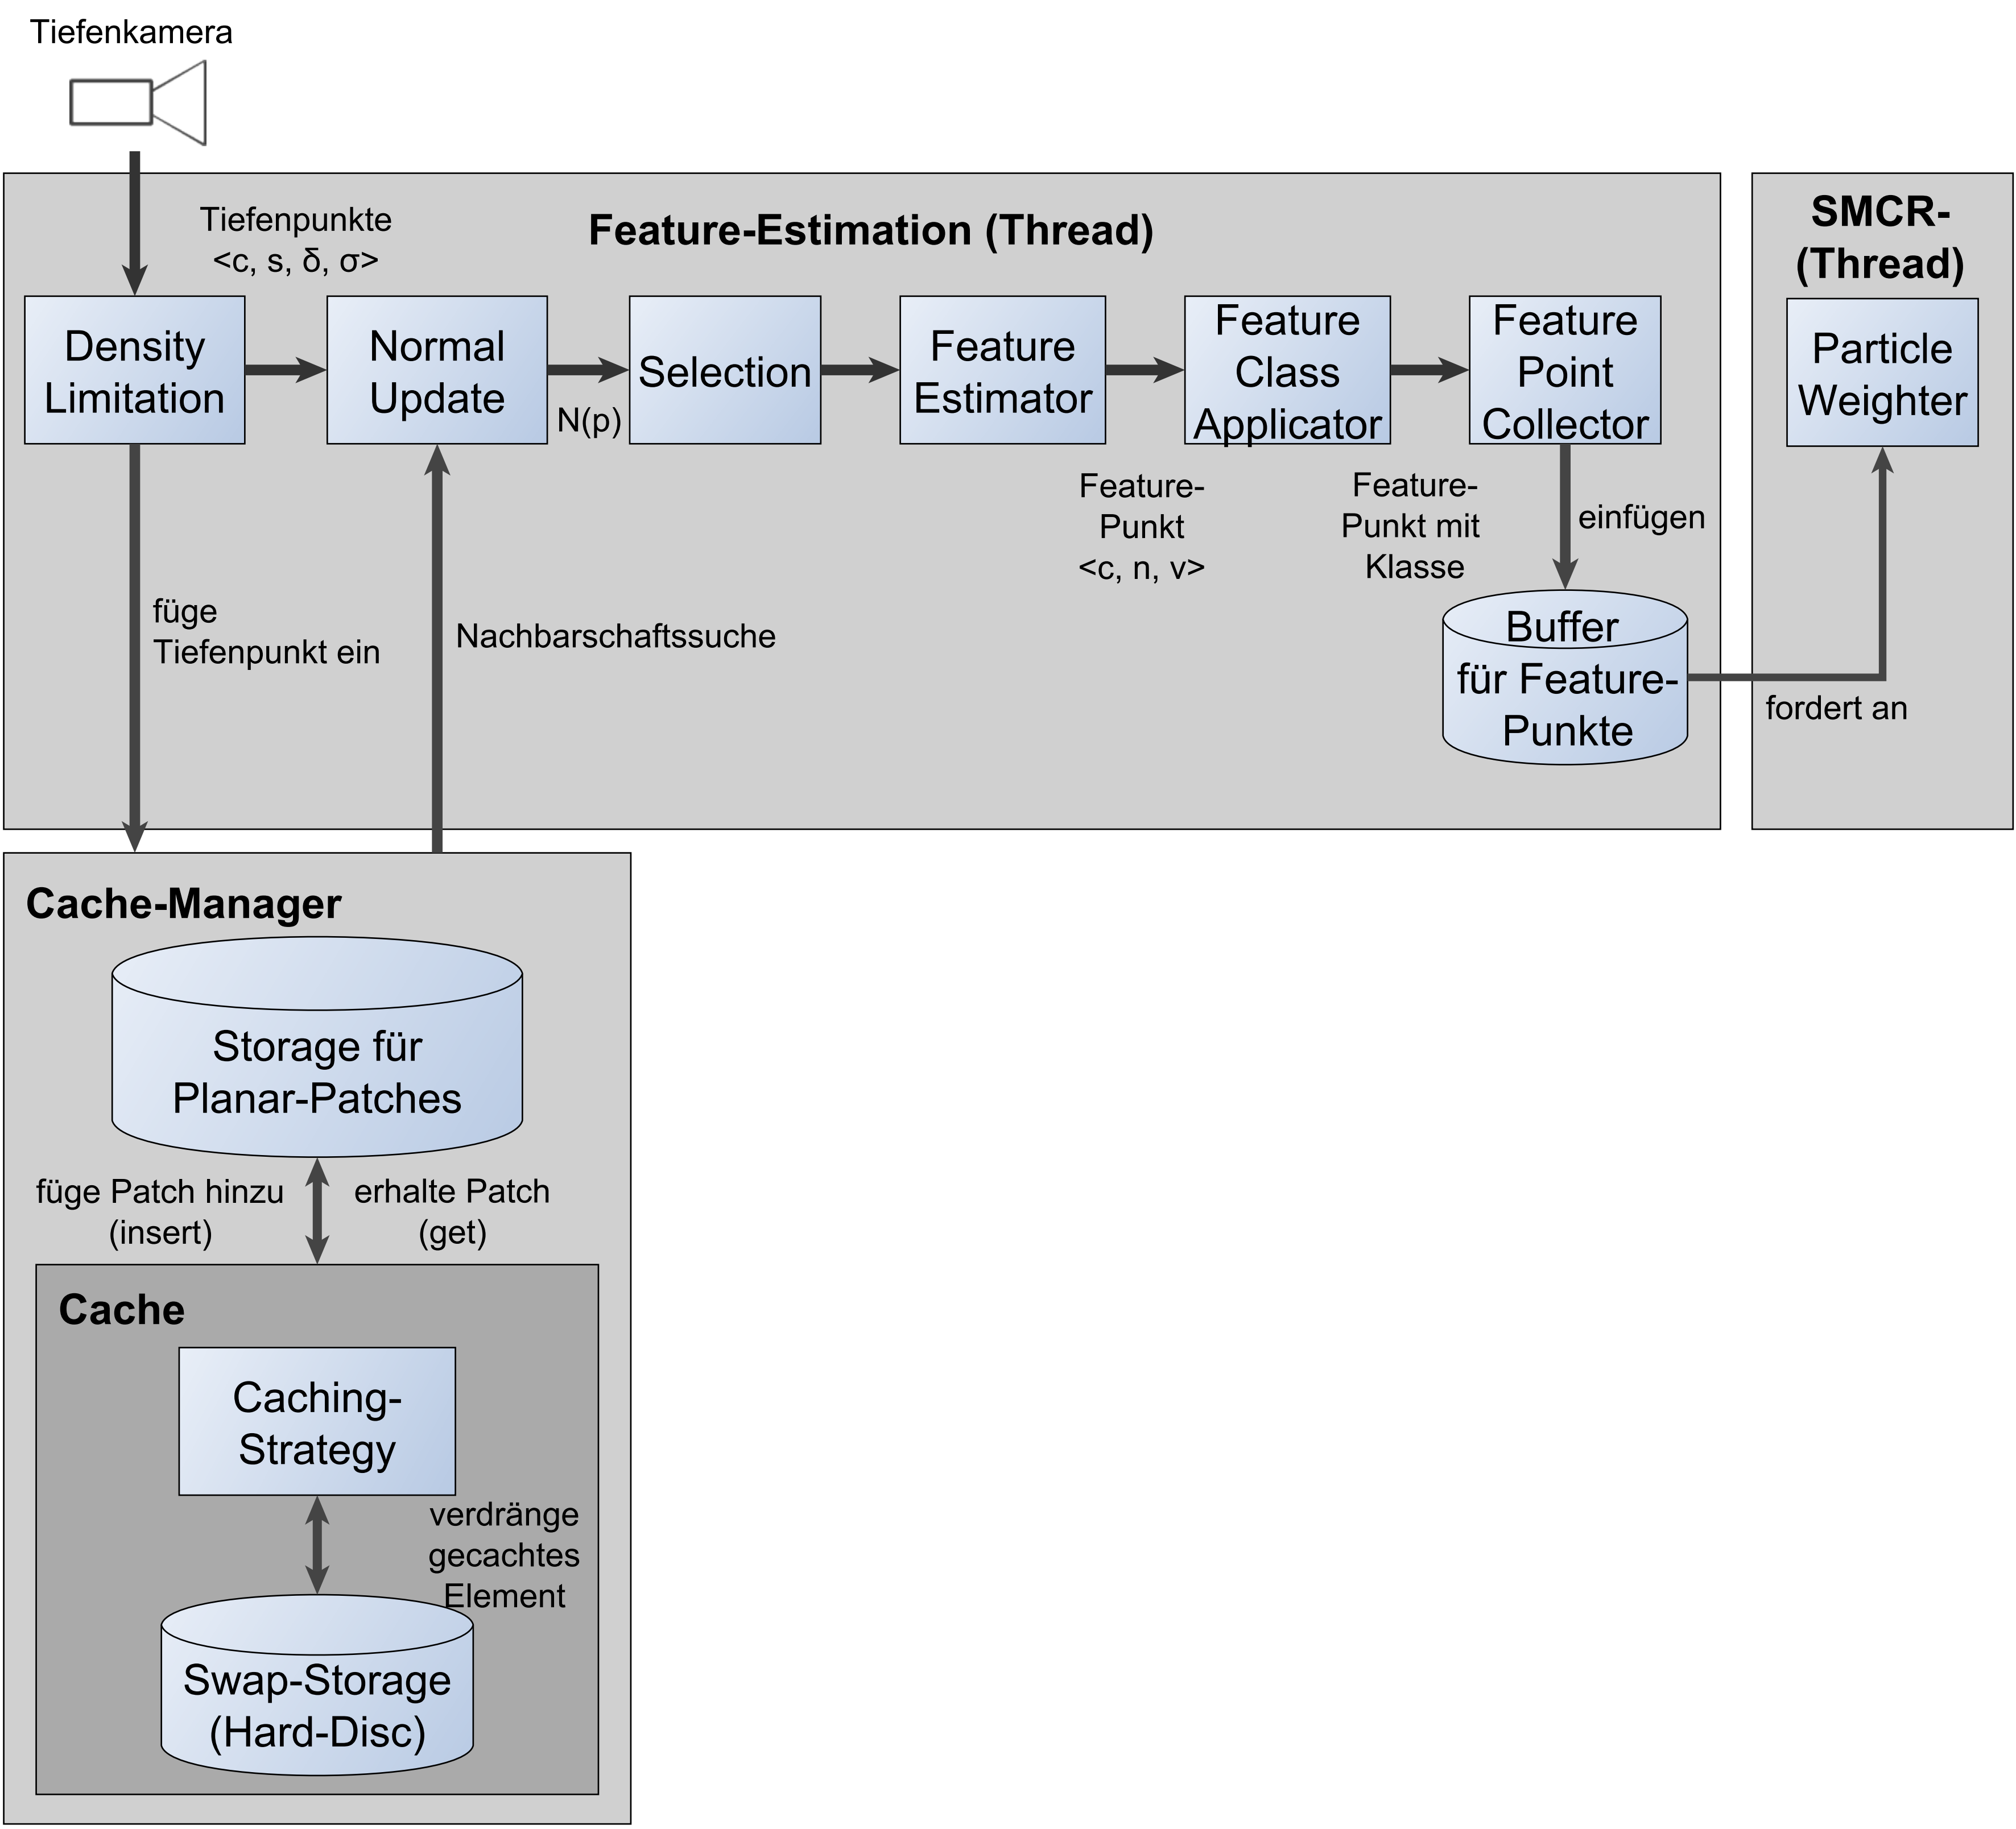 Tiefenkamera
Tiefenpunkte
<c, s, δ, σ>
Feature-Estimation (Thread)
SMCR-
(Thread)
Density
Limitation
Normal
Update
N(p)
Selection
Feature
Estimator
Feature
Class
Applicator
Feature
Point
Collector
Particle
Weighter
Feature-
Punkt
<c, n, v>
Feature-
Punkt mit
Klasse
einfügen
füge
Tiefenpunkt ein
Nachbarschaftssuche
Buffer
für Feature-
Punkte
fordert an
Cache-Manager
Storage für
Planar-Patches
füge Patch hinzu
(insert)
erhalte Patch
(get)
Cache
Caching-
Strategy
verdränge
gecachtes
Element
Swap-Storage
(Hard-Disc)